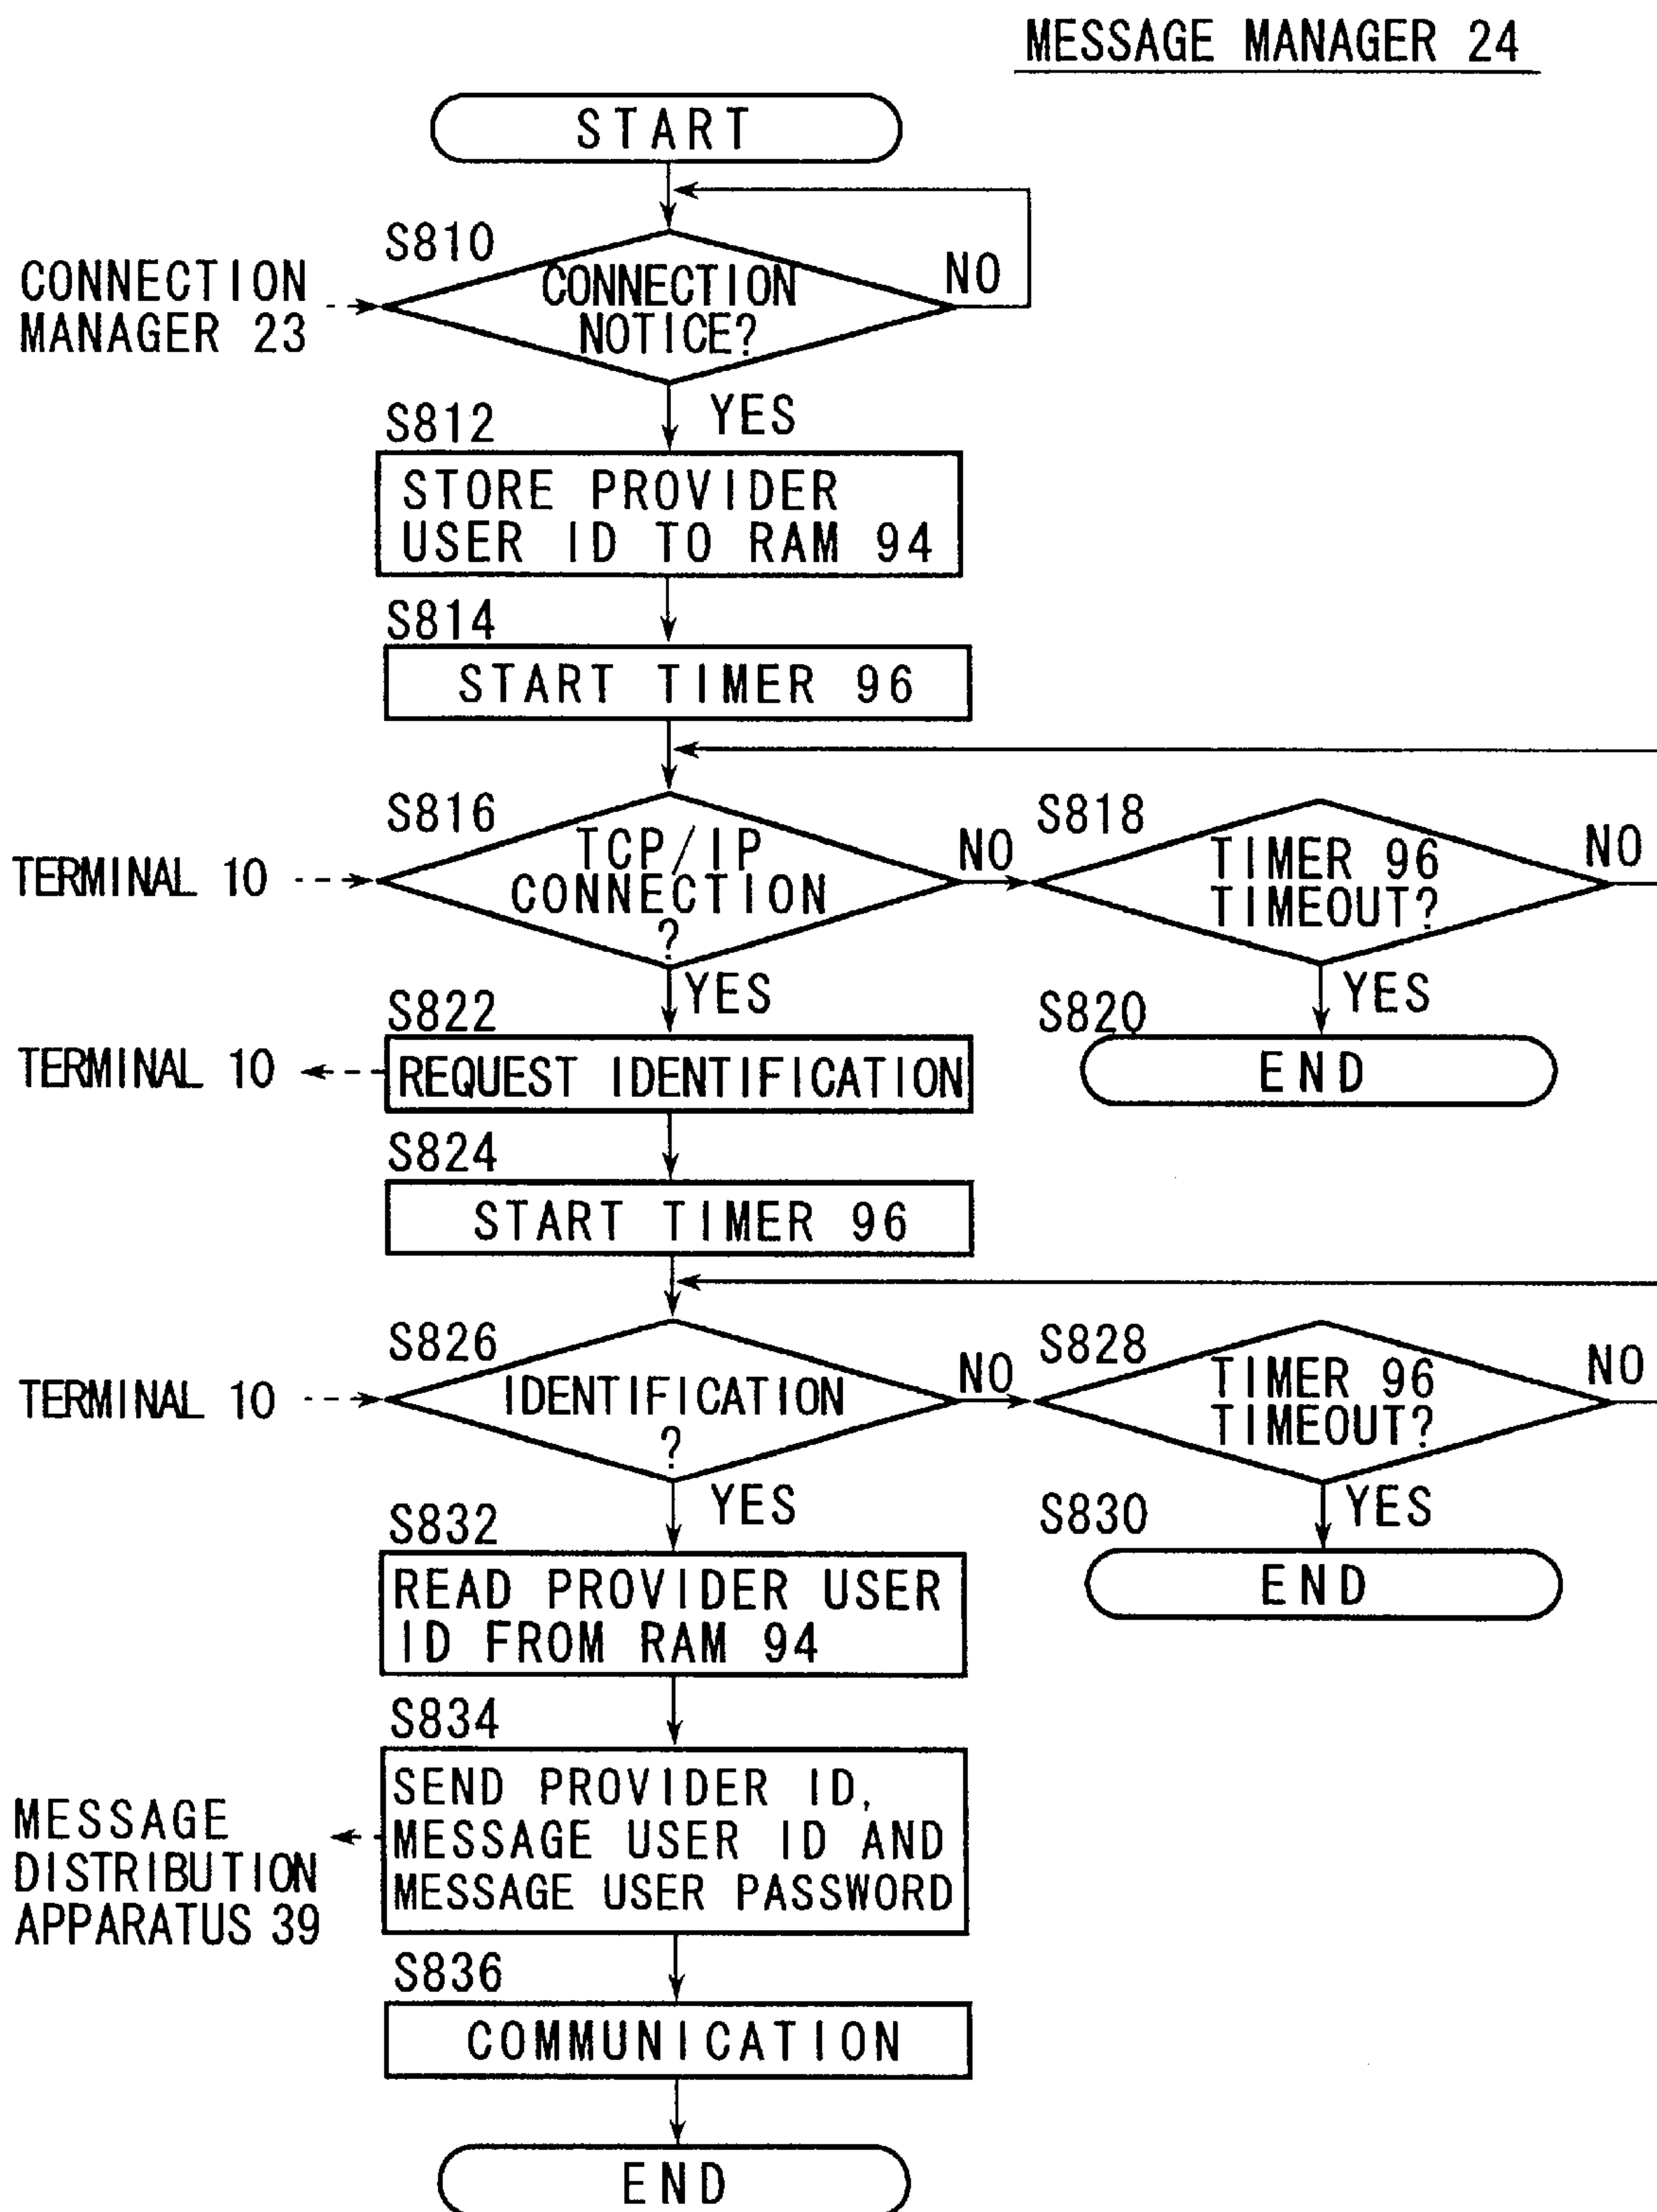 MESSAGE MANAGER 24
START
S810
CONNECTION
MANAGER 23
CONNECTION
NOTICE?
NO
YES
S812
STORE PROVIDER
USER ID TO RAM 94
S814
START TIMER 96
S816
TERMINAL 10
TCP/IP
CONNECTION
?
NO
S818
TIMER 96
TIMEOUT?
NO
YES
YES
S822
S820
TERMINAL 10
REQUEST IDENTIFICATION
END
S824
START TIMER 96
S826
TERMINAL 10
IDENTIFICATION
?
NO
S828
TIMER 96
TIMEOUT?
NO
YES
YES
S832
S830
READ PROVIDER USER
ID FROM RAM 94
END
S834
MESSAGE
DISTRIBUTION
APPARATUS 39
SEND PROVIDER ID,
MESSAGE USER ID AND
MESSAGE USER PASSWORD
S836
COMMUNICATION
END